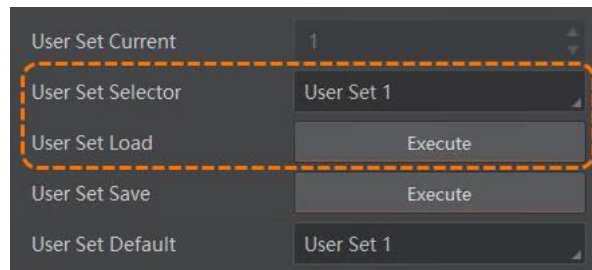 User Set Current 1
User Set Selector User Set 1
User Set Load Execute
User Set Save Execute
User Set Default User Set 1